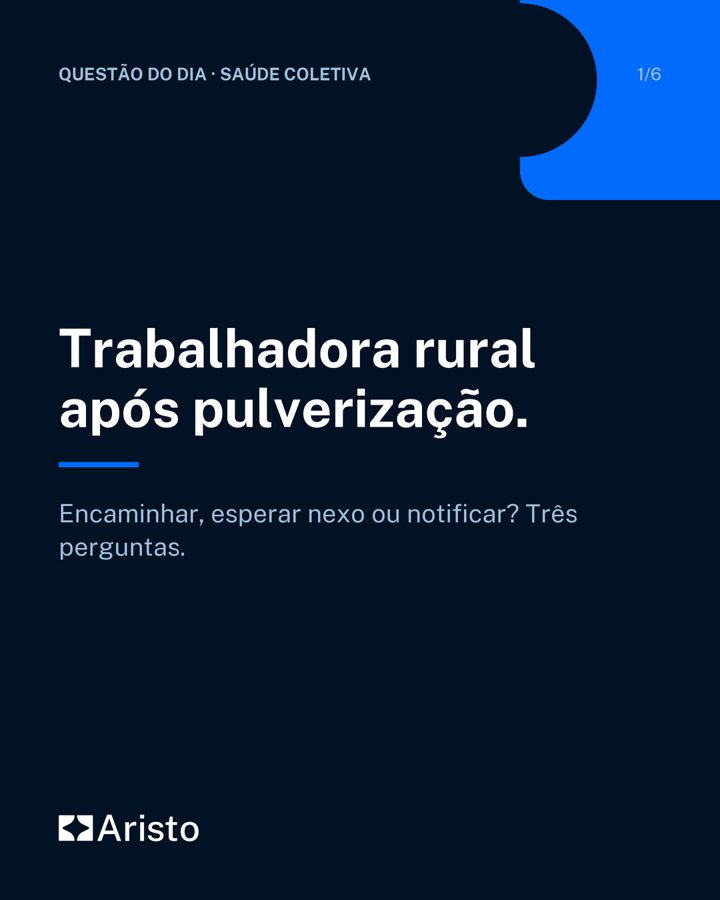 QUESTÃO DO DIA · SAÚDE COLETIVA
1/6
Trabalhadora rural
após pulverização.
Encaminhar, esperar nexo ou notificar? Três
perguntas.
Aristo